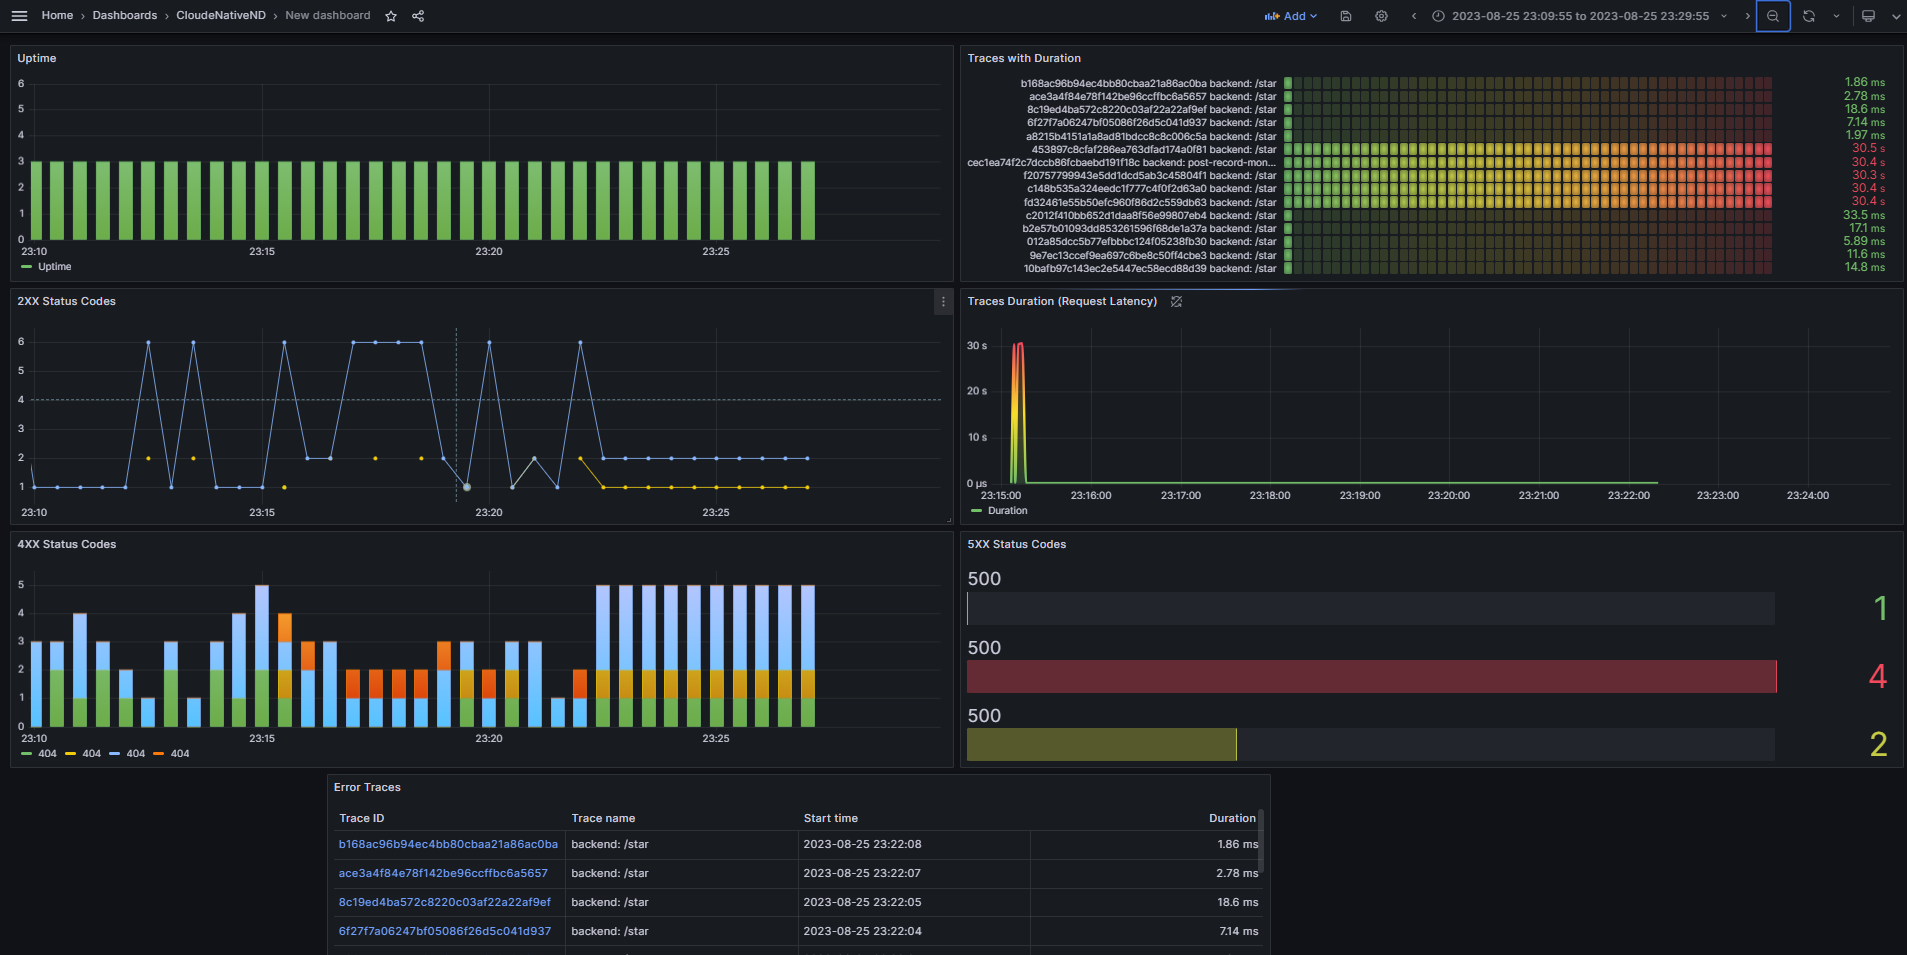 Home › Dashboards › CloudeNativeND › New dashboard
Add
2023-08-25 23:09:55 to 2023-08-25 23:29:55
Uptime
6
5
4
3
2
1
0
23:10 23:15 23:20 23:25
Uptime
Traces with Duration
b168ac96b94ec4bb80cbaa21a86ac0ba backend: /star 1.86 ms
ace3a4f84e78f142be96ccffbc6a5657 backend: /star 2.78 ms
8c19ed4ba572c8220c03af22a22af9ef backend: /star 18.6 ms
6f27f7a06247bf05086f26d5c041d937 backend: /star 7.14 ms
a8215b4151a1a8ad81bdcc8c8c006c5a backend: /star 1.97 ms
453897c8cfaf286ea763dfad174a0f81 backend: /star 30.5 s
cec1ea74f2c7dccb86fcbaebd191f18c backend: post-record-mon... 30.4 s
f20757799943e5dd1dcd5ab3c45804f1 backend: /star 30.3 s
c148b535a324eedc1f777c4f0f2d63a0 backend: /star 30.4 s
fd32461e55b50efc960f86d2c559db63 backend: /star 30.4 s
c2012f410bb652d1daa8f56e99807eb4 backend: /star 33.5 ms
b2e57b01093dd853261596f68de1a37a backend: /star 17.1 ms
012a85dcc5b77efbbbc124f05238fb30 backend: /star 5.89 ms
9e7ec13ccef9ea697c6be8c50ff4cbe3 backend: /star 11.6 ms
10bafb97c143ec2e5447ec58ecd88d39 backend: /star 14.8 ms
2XX Status Codes
6
5
4
3
2
1
23:10 23:15 23:20 23:25
Traces Duration (Request Latency)
30 s
20 s
10 s
0 µs
23:15:00 23:16:00 23:17:00 23:18:00 23:19:00 23:20:00 23:21:00 23:22:00 23:23:00 23:24:00
Duration
4XX Status Codes
5
4
3
2
1
0
23:10 23:15 23:20 23:25
404 404 404 404
5XX Status Codes
500
1
500
4
500
2
Error Traces
Trace ID Trace name Start time Duration
b168ac96b94ec4bb80cbaa21a86ac0ba backend: /star 2023-08-25 23:22:08 1.86 ms
ace3a4f84e78f142be96ccffbc6a5657 backend: /star 2023-08-25 23:22:07 2.78 ms
8c19ed4ba572c8220c03af22a22af9ef backend: /star 2023-08-25 23:22:05 18.6 ms
6f27f7a06247bf05086f26d5c041d937 backend: /star 2023-08-25 23:22:04 7.14 ms